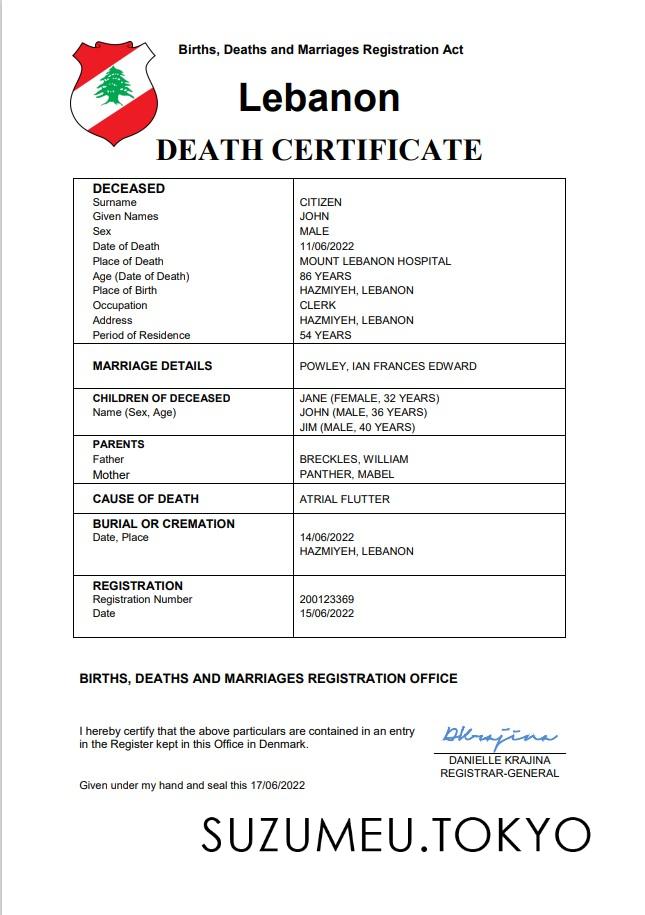 Births, Deaths and Marriages Registration Act
Lebanon
DEATH CERTIFICATE
DECEASED
Surname CITIZEN
Given Names JOHN
Sex MALE
Date of Death 11/06/2022
Place of Death MOUNT LEBANON HOSPITAL
Age (Date of Death) 86 YEARS
Place of Birth HAZMIYEH, LEBANON
Occupation CLERK
Address HAZMIYEH, LEBANON
Period of Residence 54 YEARS
MARRIAGE DETAILS POWLEY, IAN FRANCES EDWARD
CHILDREN OF DECEASED JANE (FEMALE, 32 YEARS)
Name (Sex, Age) JOHN (MALE, 36 YEARS)
JIM (MALE, 40 YEARS)
PARENTS
Father BRECKLES, WILLIAM
Mother PANTHER, MABEL
CAUSE OF DEATH ATRIAL FLUTTER
BURIAL OR CREMATION
Date, Place 14/06/2022
HAZMIYEH, LEBANON
REGISTRATION
Registration Number 200123369
Date 15/06/2022
BIRTHS, DEATHS AND MARRIAGES REGISTRATION OFFICE
I hereby certify that the above particulars are contained in an entry
in the Register kept in this Office in Denmark.
DKrajina
DANIELLE KRAJINA
REGISTRAR-GENERAL
Given under my hand and seal this 17/06/2022
SUZUMEU.TOKYO